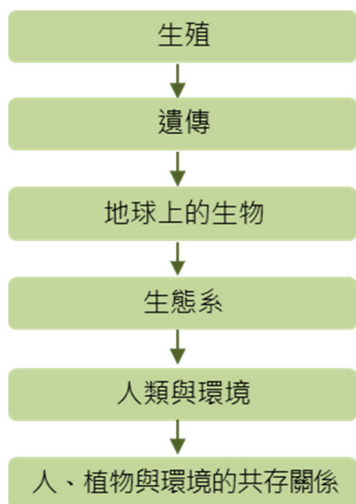 生殖
遺傳
地球上的生物
生態系
人類與環境
人、植物與環境的共存關係